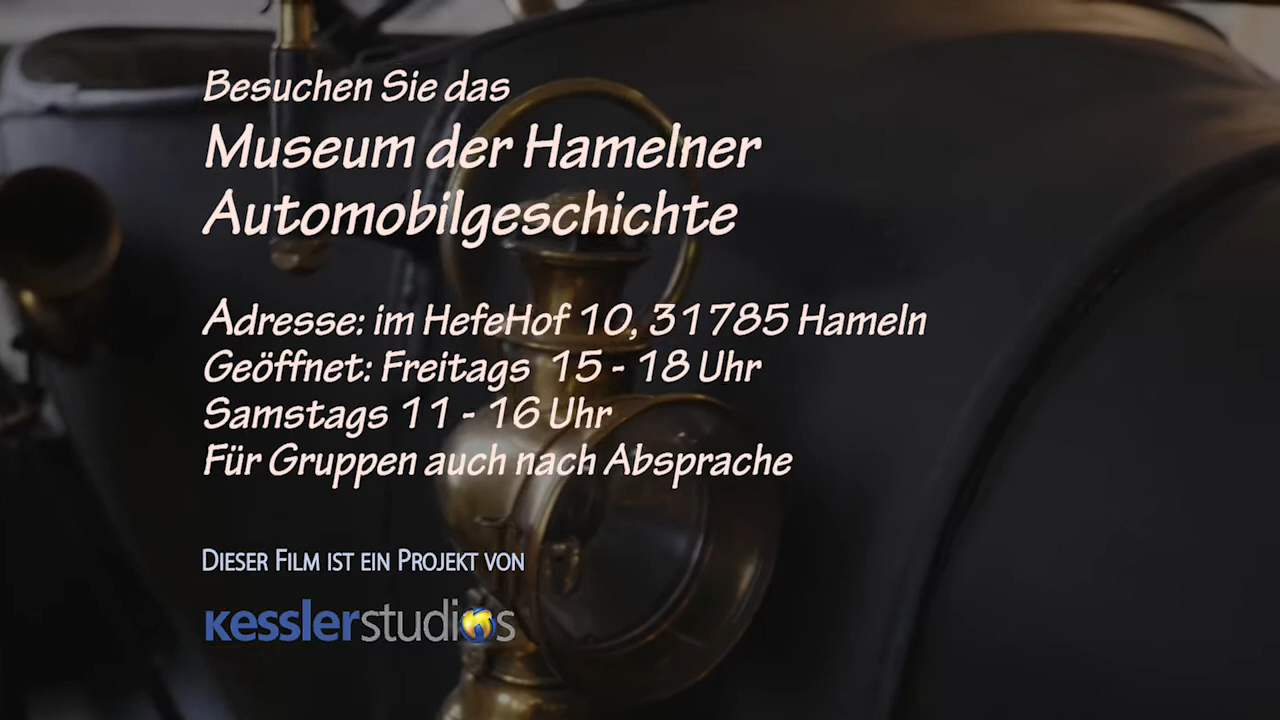 Besuchen Sie das
Museum der Hamelner
Automobilgeschichte
Adresse: im HefeHof 10, 31785 Hameln
Geöffnet: Freitags 15 - 18 Uhr
Samstags 11 - 16 Uhr
Für Gruppen auch nach Absprache
DIESER FILM IST EIN PROJEKT VON
kesslerstudios